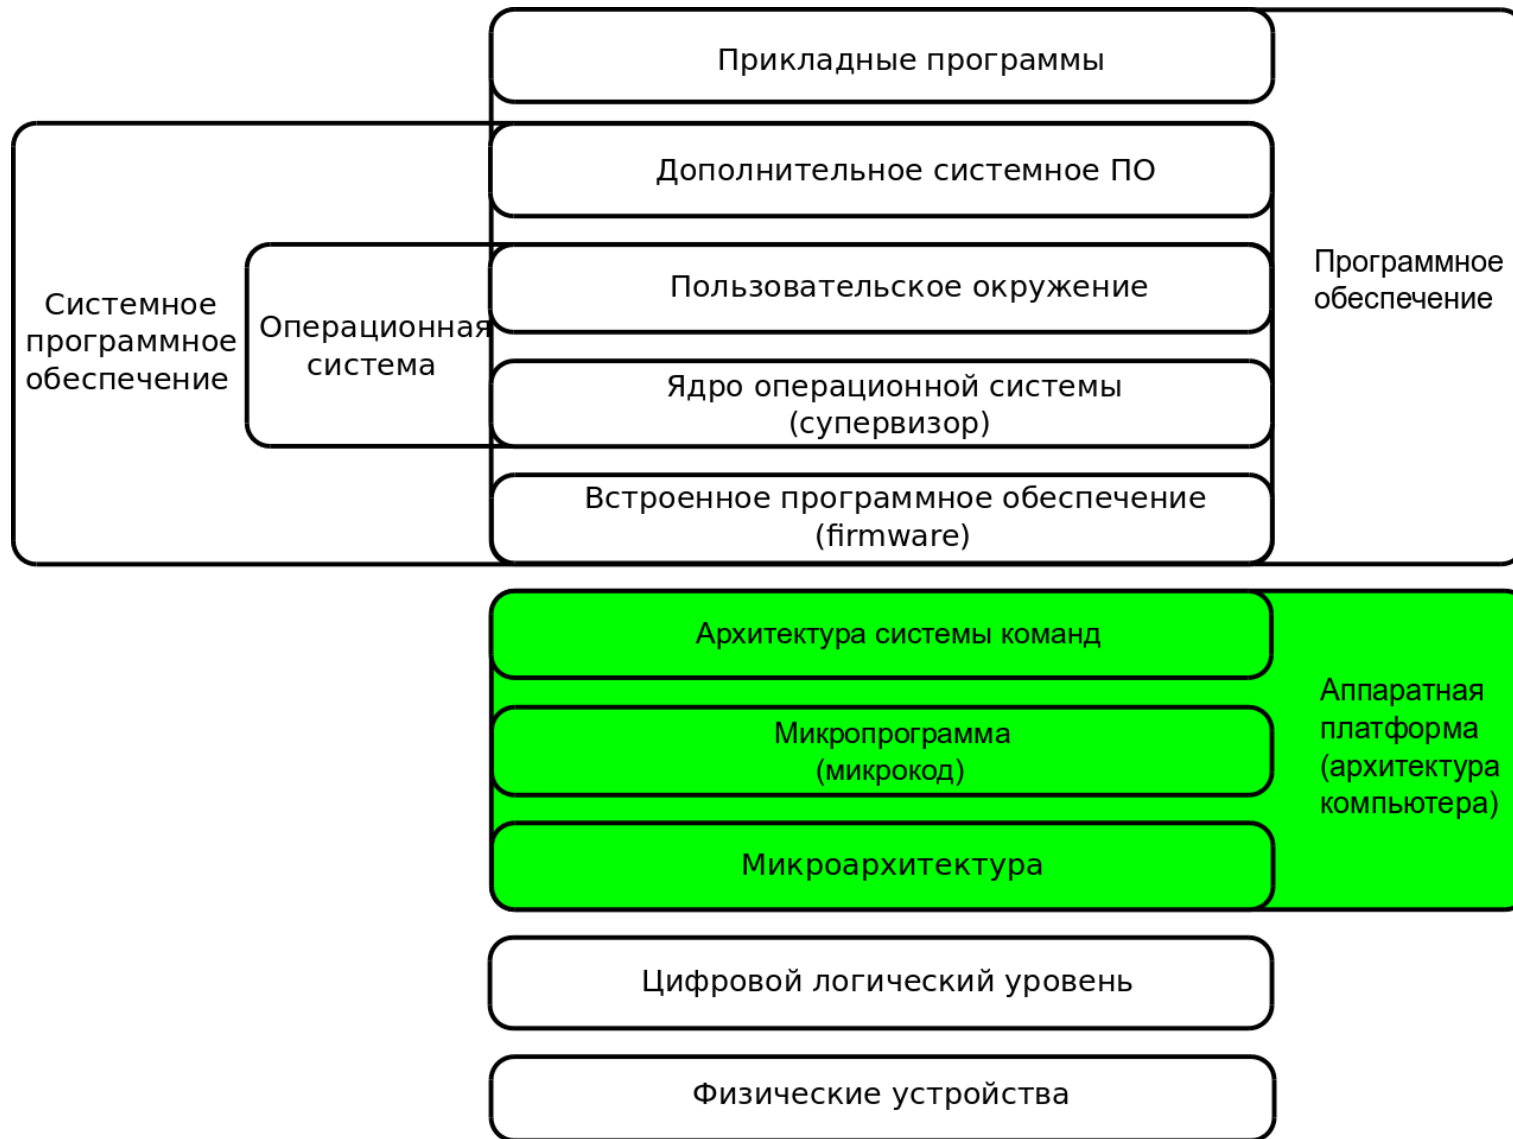 Прикладные программы
Дополнительное системное ПО
Пользовательское окружение
Программное
обеспечение
Системное
программное
обеспечение
Операционная
система
Ядро операционной системы
(супервизор)
Встроенное программное обеспечение
(firmware)
Архитектура системы команд
Микропрограмма
(микрокод)
Аппаратная
платформа
(архитектура
компьютера)
Микроархитектура
Цифровой логический уровень
Физические устройства